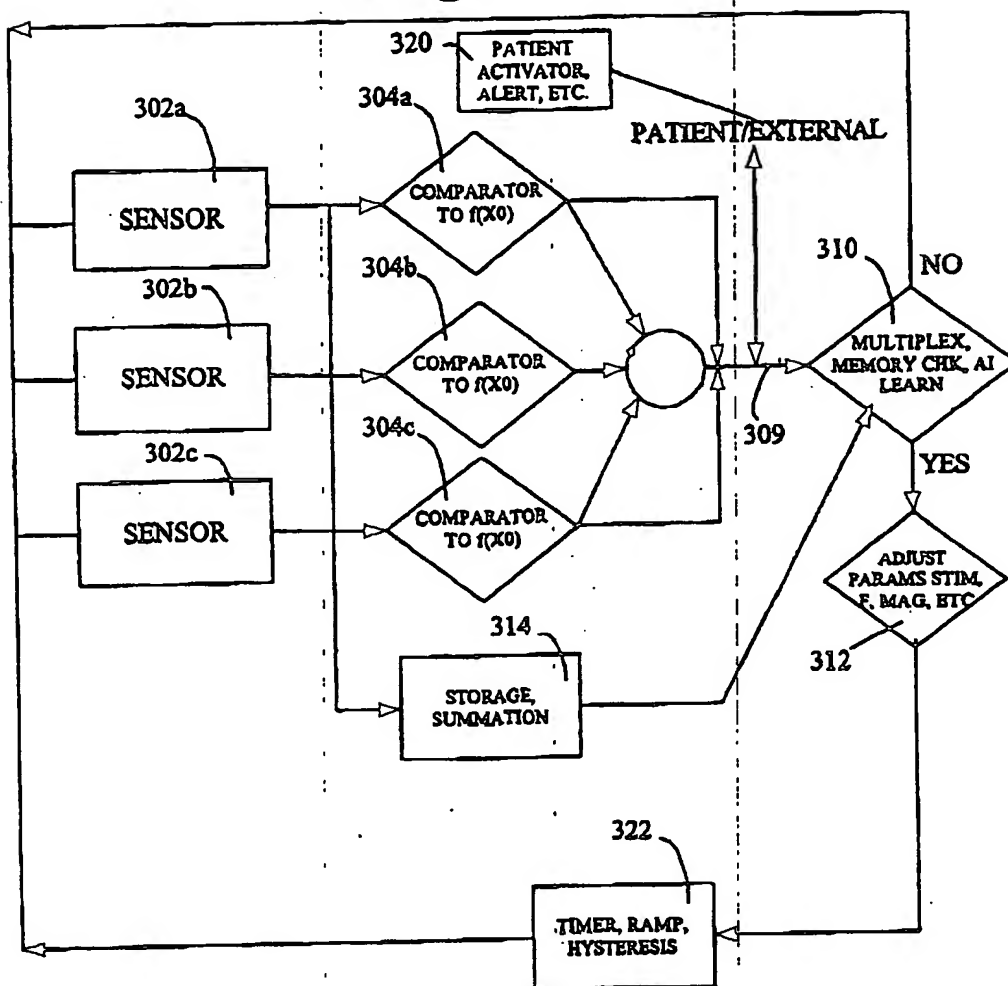 320
PATIENT
ACTIVATOR,
ALERT, ETC.
PATIENT/EXTERNAL
302a
SENSOR
304a
COMPARATOR
TO f(X0)
302b
SENSOR
304b
COMPARATOR
TO f(X0)
302c
SENSOR
304c
COMPARATOR
TO f(X0)
309
310
NO
MULTIPLEX,
MEMORY CHK, AI
LEARN
YES
ADJUST
PARAMS STIM,
F, MAG, ETC
312
314
STORAGE,
SUMMATION
322
TIMER, RAMP,
HYSTERESIS